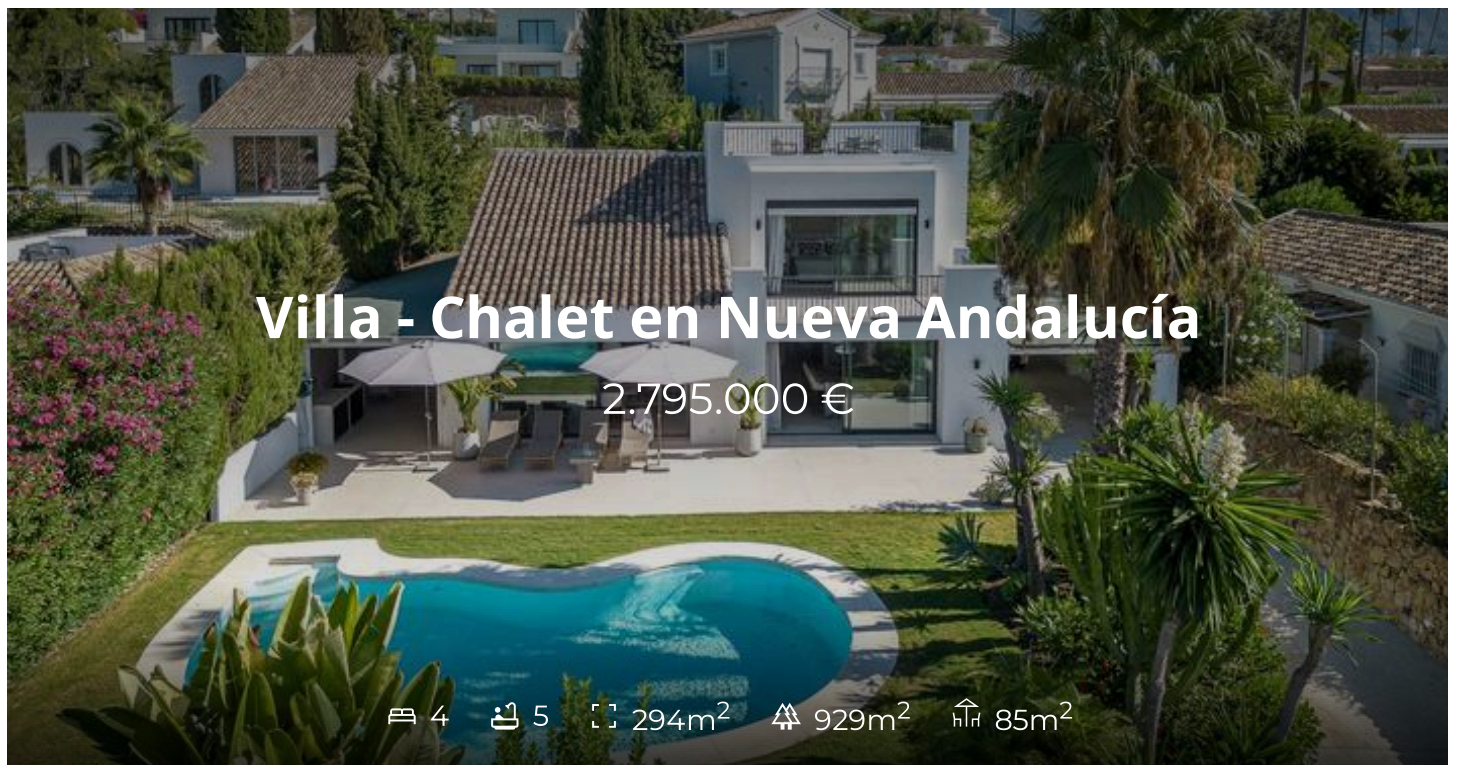 Villa - Chalet en Nueva Andalucía
2.795.000 €
4 5 294m² 929m² 85m²